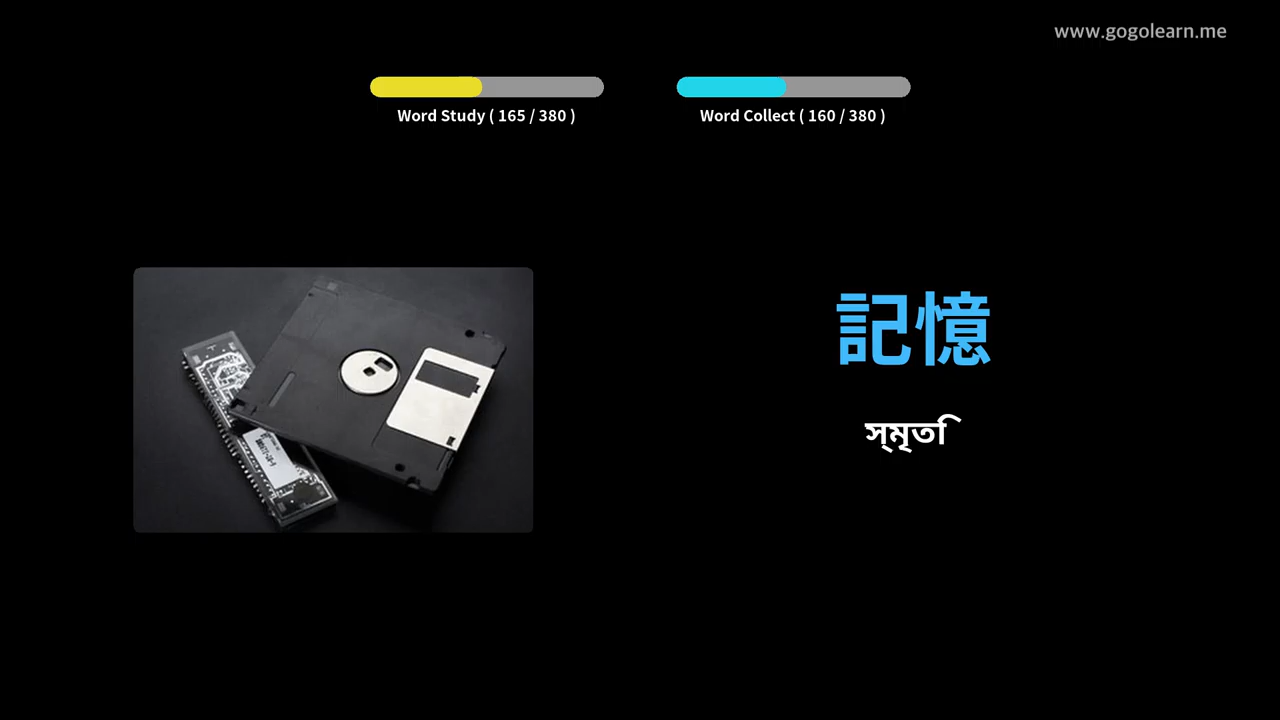 www.gogolearn.me
Word Study ( 165 / 380 )
Word Collect ( 160 / 380 )
記憶
স্মৃতি